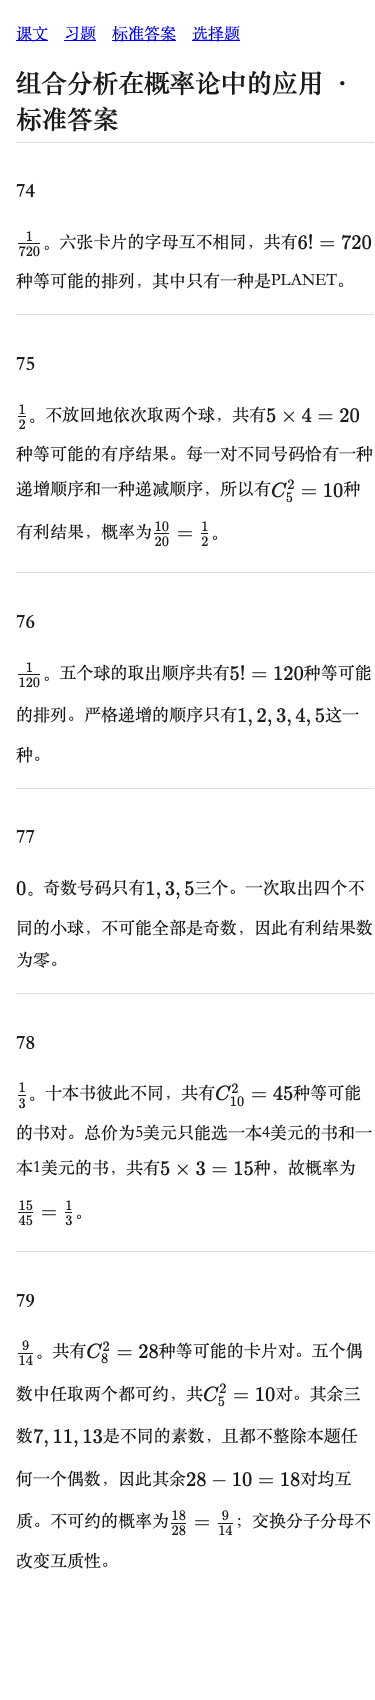 课文 习题 标准答案 选择题
组合分析在概率论中的应用 ·
标准答案
74
1/720。六张卡片的字母互不相同，共有6! = 720
种等可能的排列，其中只有一种是PLANET。
75
1/2。不放回地依次取两个球，共有5 × 4 = 20
种等可能的有序结果。每一对不同号码恰有一种
递增顺序和一种递减顺序，所以有C₅² = 10种
有利结果，概率为10/20 = 1/2。
76
1/120。五个球的取出顺序共有5! = 120种等可能
的排列。严格递增的顺序只有1, 2, 3, 4, 5这一
种。
77
0。奇数号码只有1, 3, 5三个。一次取出四个不
同的小球，不可能全部是奇数，因此有利结果数
为零。
78
1/3。十本书彼此不同，共有C₁₀² = 45种等可能
的书对。总价为5美元只能选一本4美元的书和一
本1美元的书，共有5 × 3 = 15种，故概率为
15/45 = 1/3。
79
9/14。共有C₈² = 28种等可能的卡片对。五个偶
数中任取两个都可约，共C₅² = 10对。其余三
数7, 11, 13是不同的素数，且都不整除本题任
何一个偶数，因此其余28 − 10 = 18对均互
质。不可约的概率为18/28 = 9/14；交换分子分母不
改变互质性。